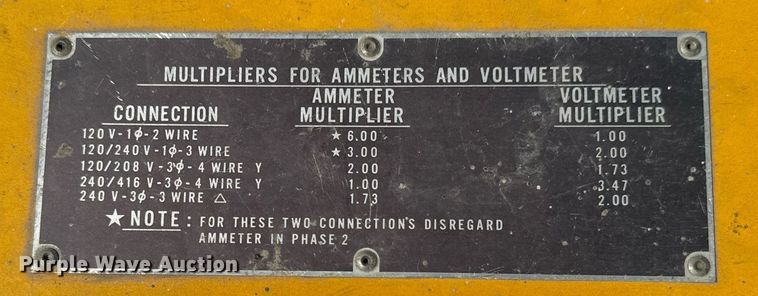 MULTIPLIERS FOR AMMETERS AND VOLTMETER
CONNECTION AMMETER MULTIPLIER VOLTMETER MULTIPLIER
120 V-1ϕ-2 WIRE ★ 6.00 1.00
120/240 V-1ϕ-3 WIRE ★ 3.00 2.00
120/208 V-3ϕ-4 WIRE Y 2.00 1.73
240/416 V-3ϕ-4 WIRE Y 1.00 3.47
240 V-3ϕ-3 WIRE △ 1.73 2.00
★ NOTE : FOR THESE TWO CONNECTION'S DISREGARD
AMMETER IN PHASE 2
Purple Wave Auction